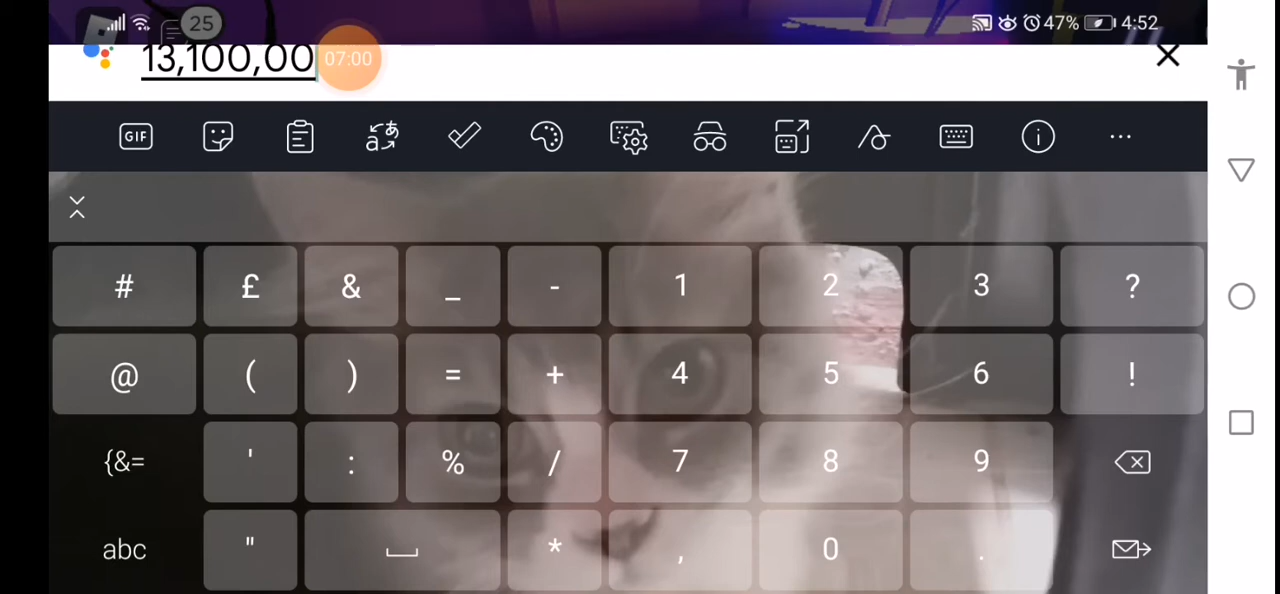 25
47% 4:52
13,100,00 07:00
GIF
# £ & _ - 1 2 3 ?
@ ( ) = + 4 5 6 !
{&= ' : % / 7 8 9
abc " * , 0 .